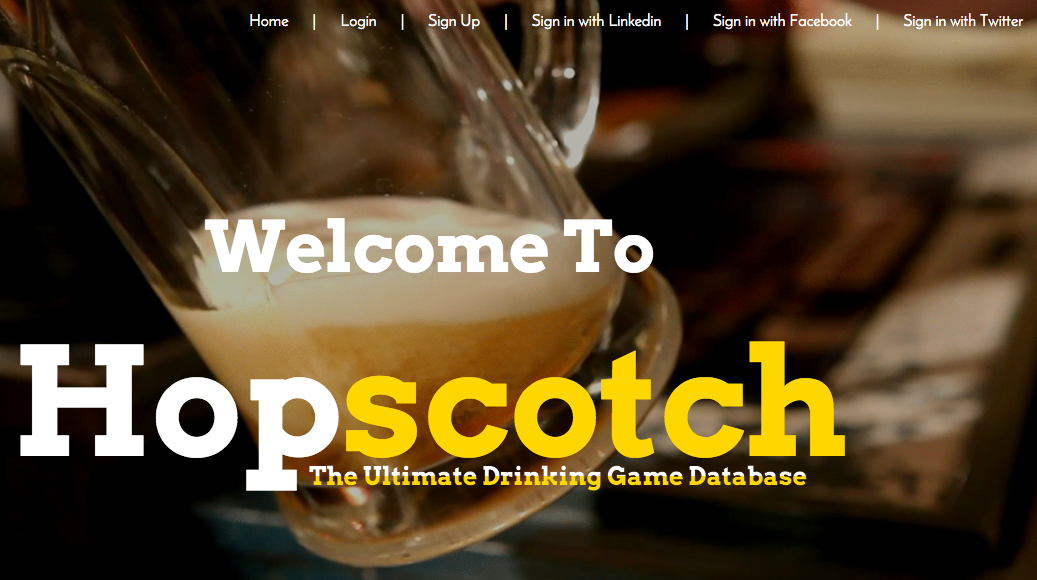 Home | Login | Sign Up | Sign in with Linkedin | Sign in with Facebook | Sign in with Twitter
Welcome To
Hopscotch
The Ultimate Drinking Game Database